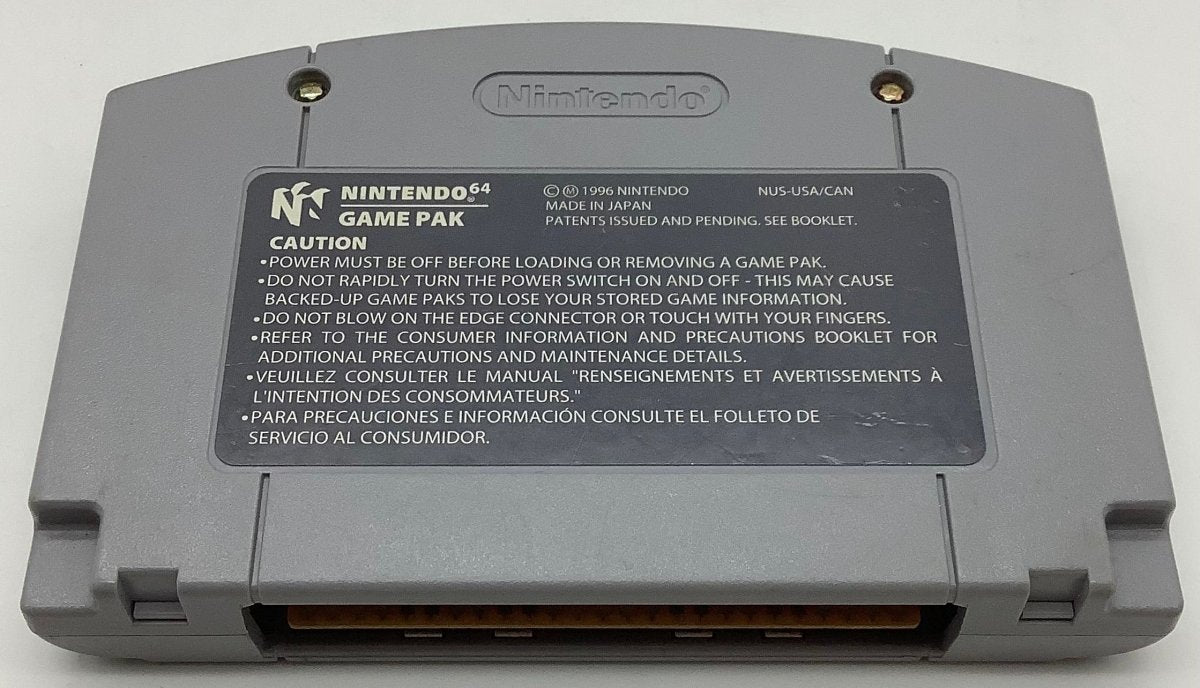 Nintendo®
NINTENDO®64
GAME PAK
© Ⓜ 1996 NINTENDO NUS-USA/CAN
MADE IN JAPAN
PATENTS ISSUED AND PENDING. SEE BOOKLET.
CAUTION
•POWER MUST BE OFF BEFORE LOADING OR REMOVING A GAME PAK.
•DO NOT RAPIDLY TURN THE POWER SWITCH ON AND OFF - THIS MAY CAUSE
BACKED-UP GAME PAKS TO LOSE YOUR STORED GAME INFORMATION.
•DO NOT BLOW ON THE EDGE CONNECTOR OR TOUCH WITH YOUR FINGERS.
•REFER TO THE CONSUMER INFORMATION AND PRECAUTIONS BOOKLET FOR
ADDITIONAL PRECAUTIONS AND MAINTENANCE DETAILS.
•VEUILLEZ CONSULTER LE MANUAL "RENSEIGNEMENTS ET AVERTISSEMENTS À
L'INTENTION DES CONSOMMATEURS."
•PARA PRECAUCIONES E INFORMACIÓN CONSULTE EL FOLLETO DE
SERVICIO AL CONSUMIDOR.